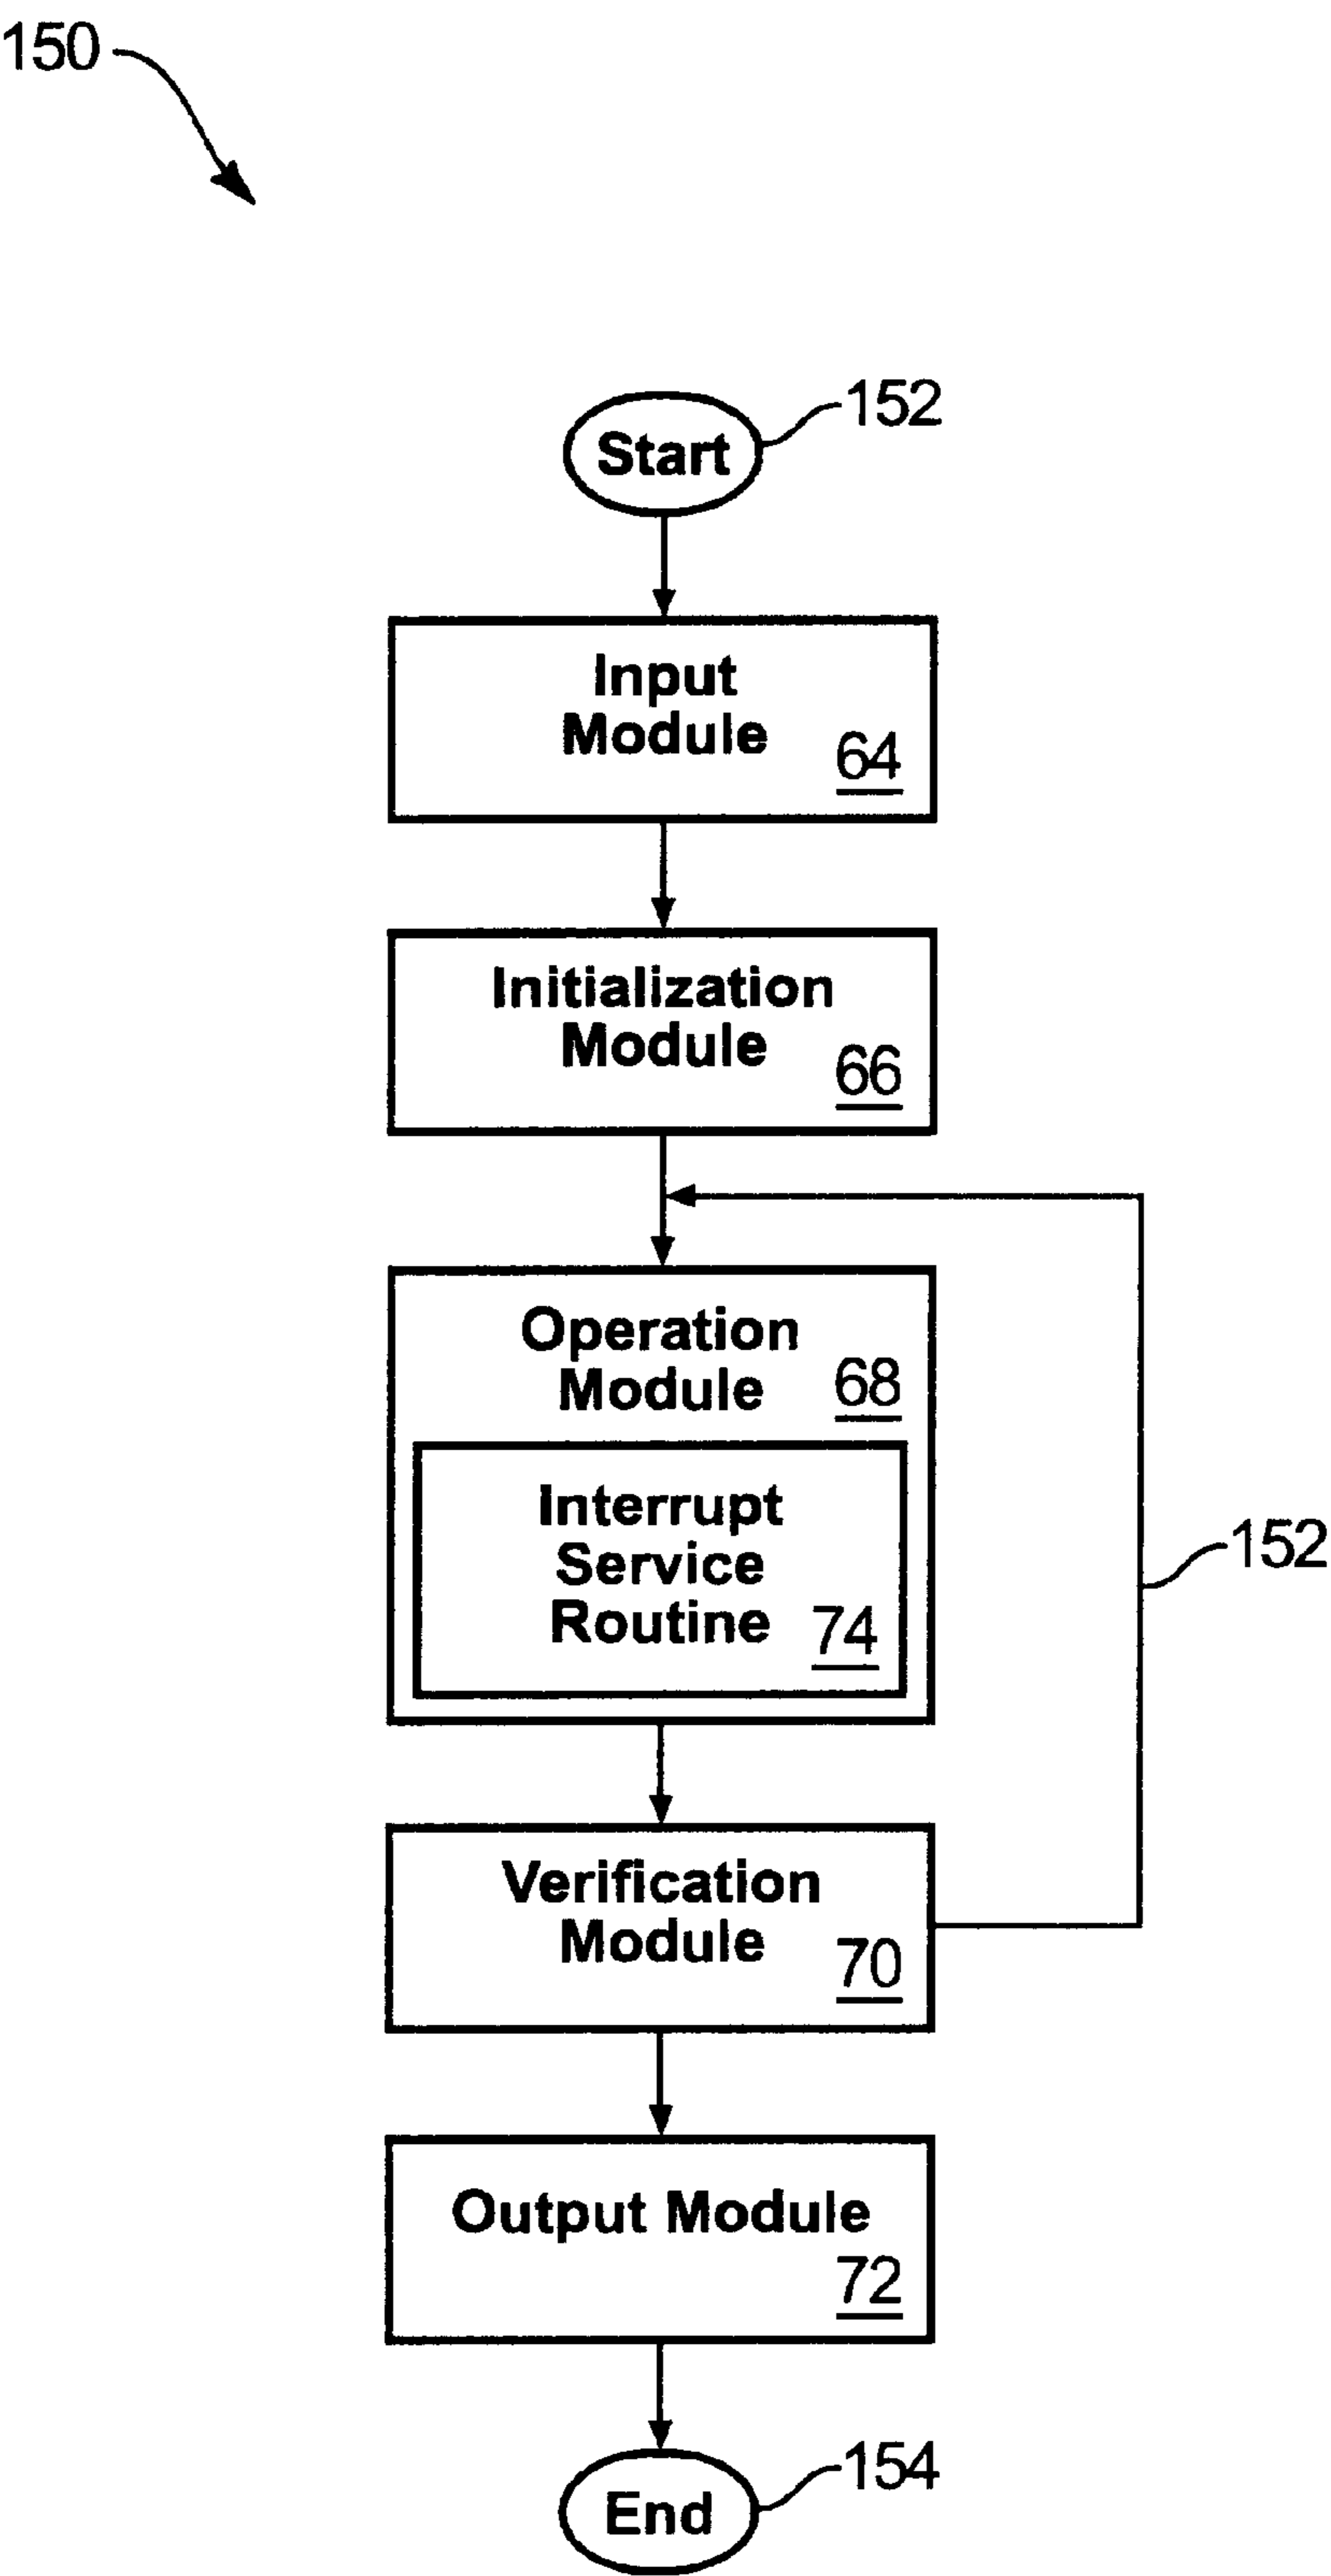 150
Start
152
Input
Module
64
Initialization
Module
66
Operation
Module
68
Interrupt
Service
Routine
74
152
Verification
Module
70
Output Module
72
End
154